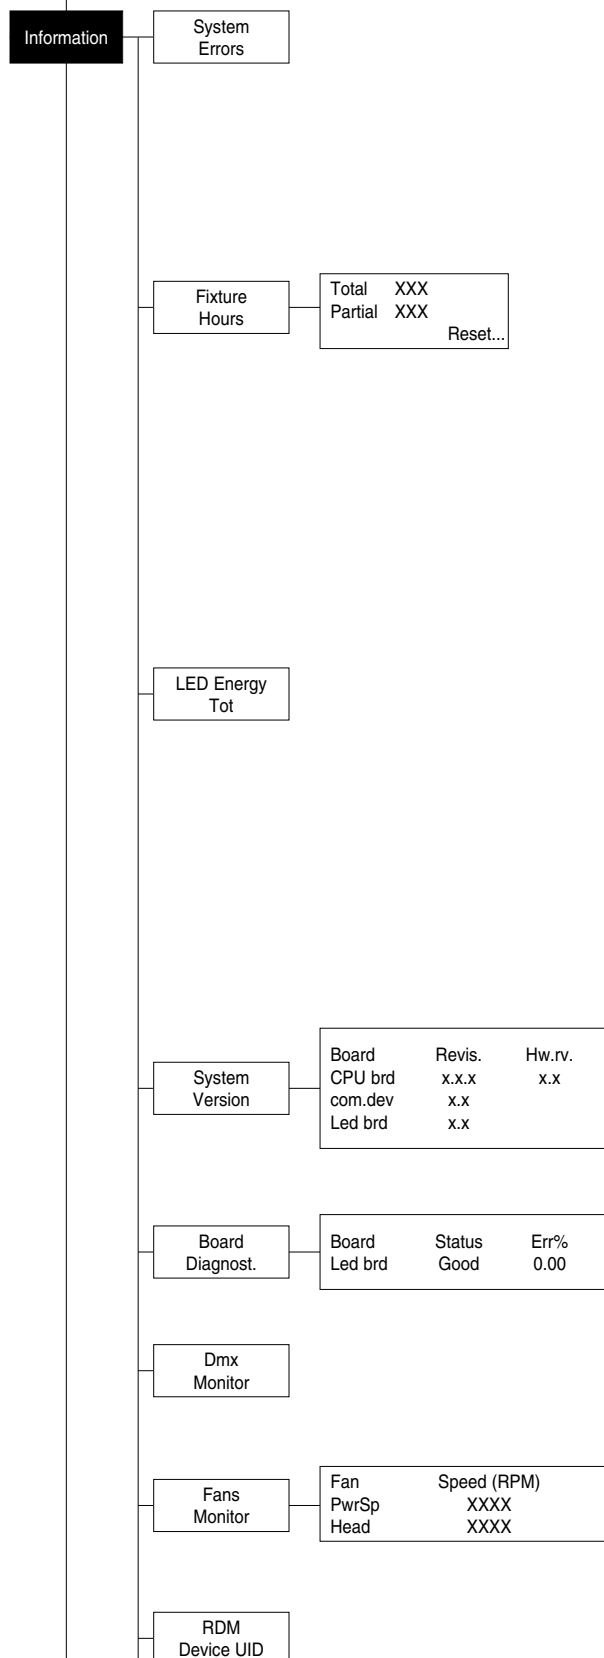 Information
System
Errors
Fixture
Hours
Total XXX
Partial XXX
Reset...
LED Energy
Tot
System
Version
Board Revis. Hw.rv.
CPU brd x.x.x x.x
com.dev x.x
Led brd x.x
Board
Diagnost.
Board Status Err%
Led brd Good 0.00
Dmx
Monitor
Fans
Monitor
Fan Speed (RPM)
PwrSp XXXX
Head XXXX
RDM
Device UID